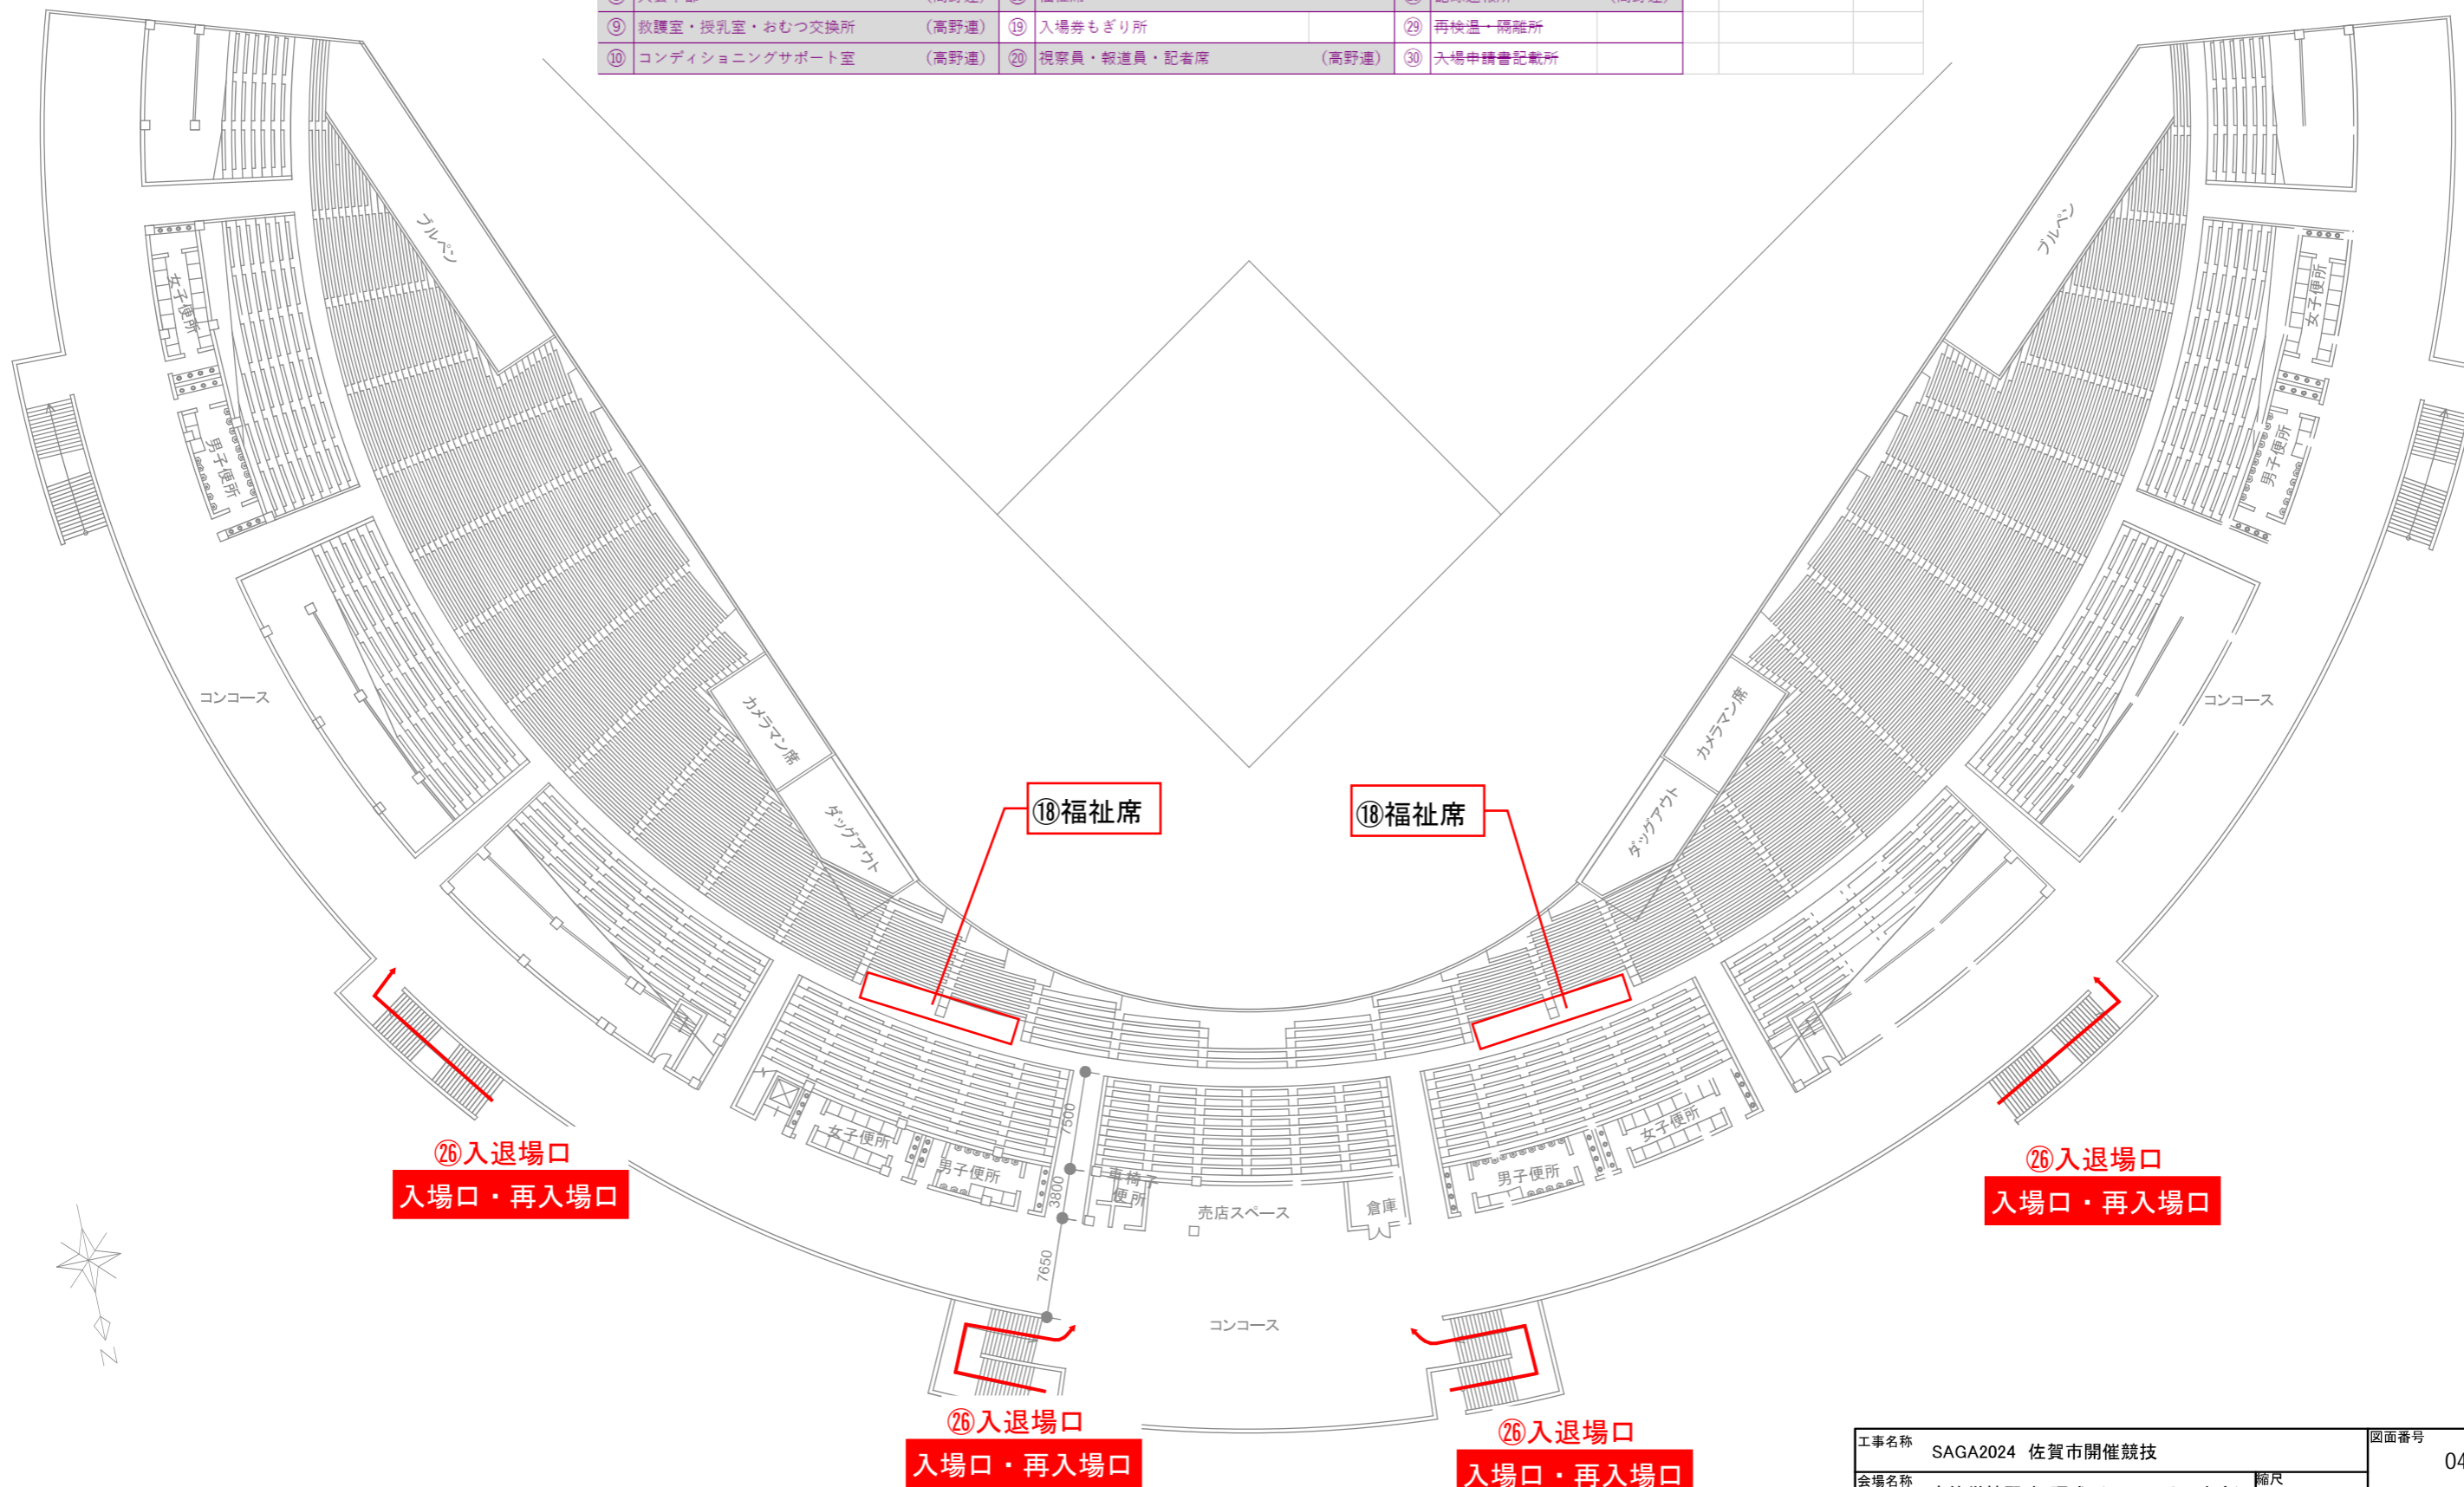 ⑨ 救護室・授乳室・おむつ交換所 (高野連) ⑲ 入場券もぎり所 ㉙ 再検温・隔離所
⑩ コンディショニングサポート室 (高野連) ⑳ 視察員・報道員・記者席 (高野連) ㉚ 入場申請書記載所
ブルペン
ブルペン
女子便所
女子便所
男子便所
男子便所
コンコース
コンコース
カメラマン席
カメラマン席
ダッグアウト
ダッグアウト
⑱福祉席
⑱福祉席
7500
3800
7650
女子便所
男子便所
車椅子
便所
売店スペース
倉庫
男子便所
女子便所
コンコース
㉖入退場口
入場口・再入場口
㉖入退場口
入場口・再入場口
㉖入退場口
入場口・再入場口
㉖入退場口
入場口・再入場口
N
工事名称 SAGA2024 佐賀市開催競技
図面番号
04
会場名称
縮尺